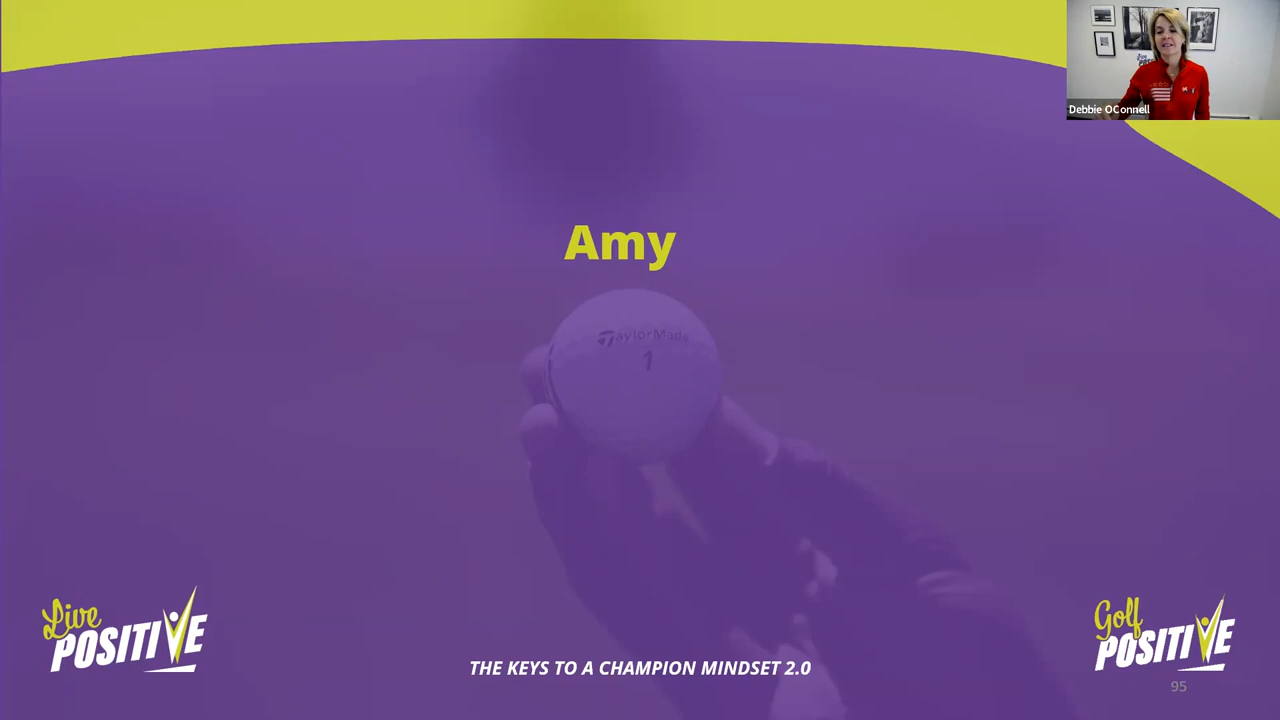 Debbie OConnell
Amy
TaylorMade
1
Live
POSITIVE
THE KEYS TO A CHAMPION MINDSET 2.0
Golf
POSITIVE
95